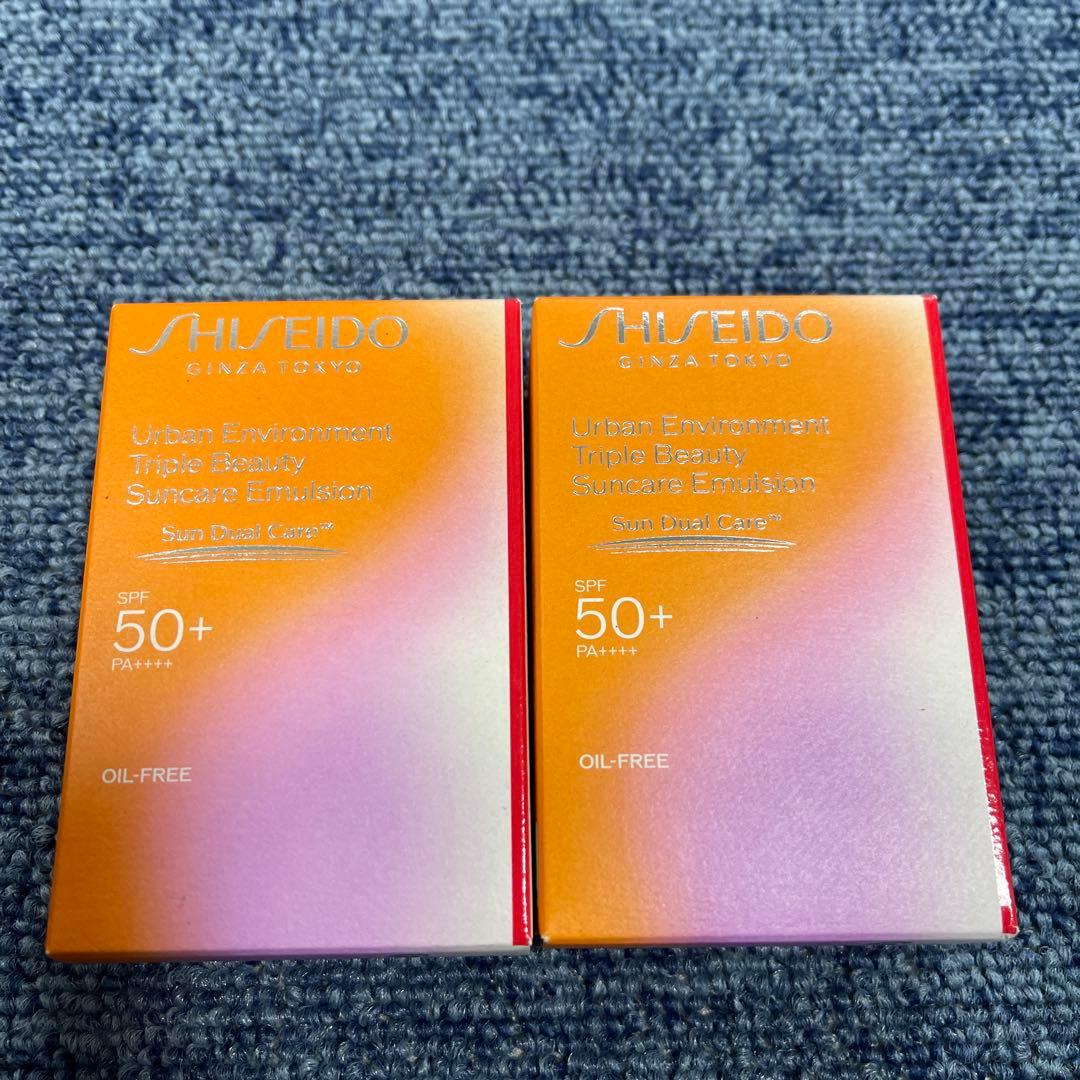 SHISEIDO
GINZA TOKYO
Urban Environment
Triple Beauty
Suncare Emulsion
Sun Dual Care™
SPF
50+
PA++++
OIL-FREE
SHISEIDO
GINZA TOKYO
Urban Environment
Triple Beauty
Suncare Emulsion
Sun Dual Care™
SPF
50+
PA++++
OIL-FREE